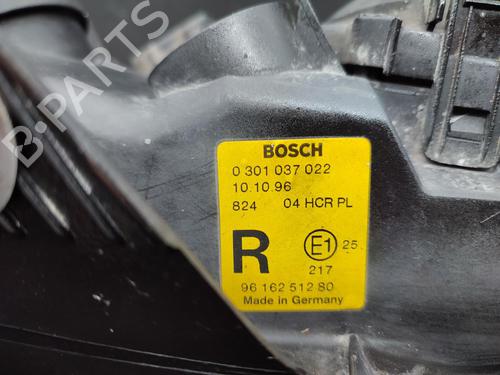 BOSCH
0 301 037 022
10.10 96
824 04 HCR PL
R E1 25
217
96 162 512 80
Made in Germany
B-Parts